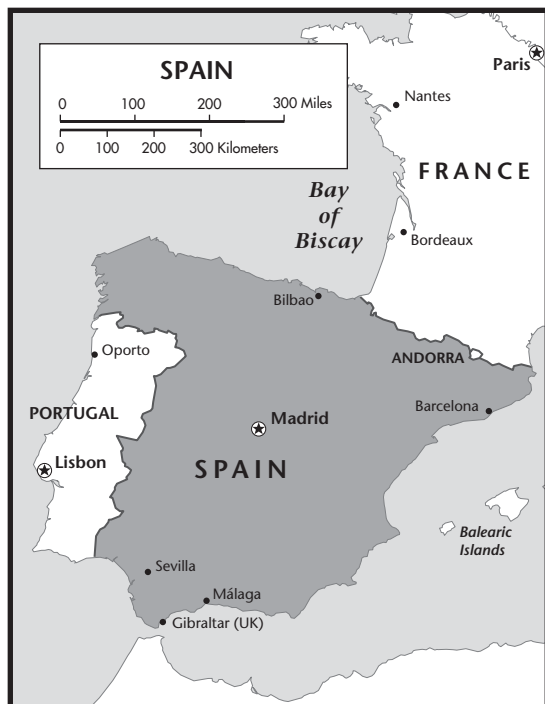 SPAIN
0 100 200 300 Miles
0 100 200 300 Kilometers
Paris
Nantes
FRANCE
Bay
of
Biscay
Bordeaux
Bilbao
Oporto
ANDORRA
PORTUGAL
Barcelona
Madrid
Lisbon
SPAIN
Balearic
Islands
Sevilla
Málaga
Gibraltar (UK)